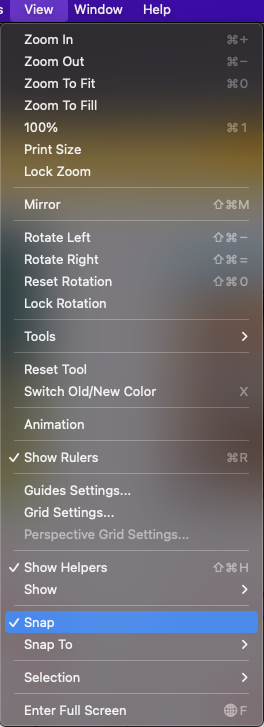 s View Window Help
Zoom In ⌘+
Zoom Out ⌘−
Zoom To Fit ⌘0
Zoom To Fill
100% ⌘1
Print Size
Lock Zoom
Mirror ⇧⌘M
Rotate Left ⇧⌘−
Rotate Right ⇧⌘=
Reset Rotation ⇧⌘0
Lock Rotation
Tools
Reset Tool
Switch Old/New Color X
Animation
✓ Show Rulers ⌘R
Guides Settings...
Grid Settings...
Perspective Grid Settings...
✓ Show Helpers ⇧⌘H
Show
✓ Snap
Snap To
Selection
Enter Full Screen 🌐F